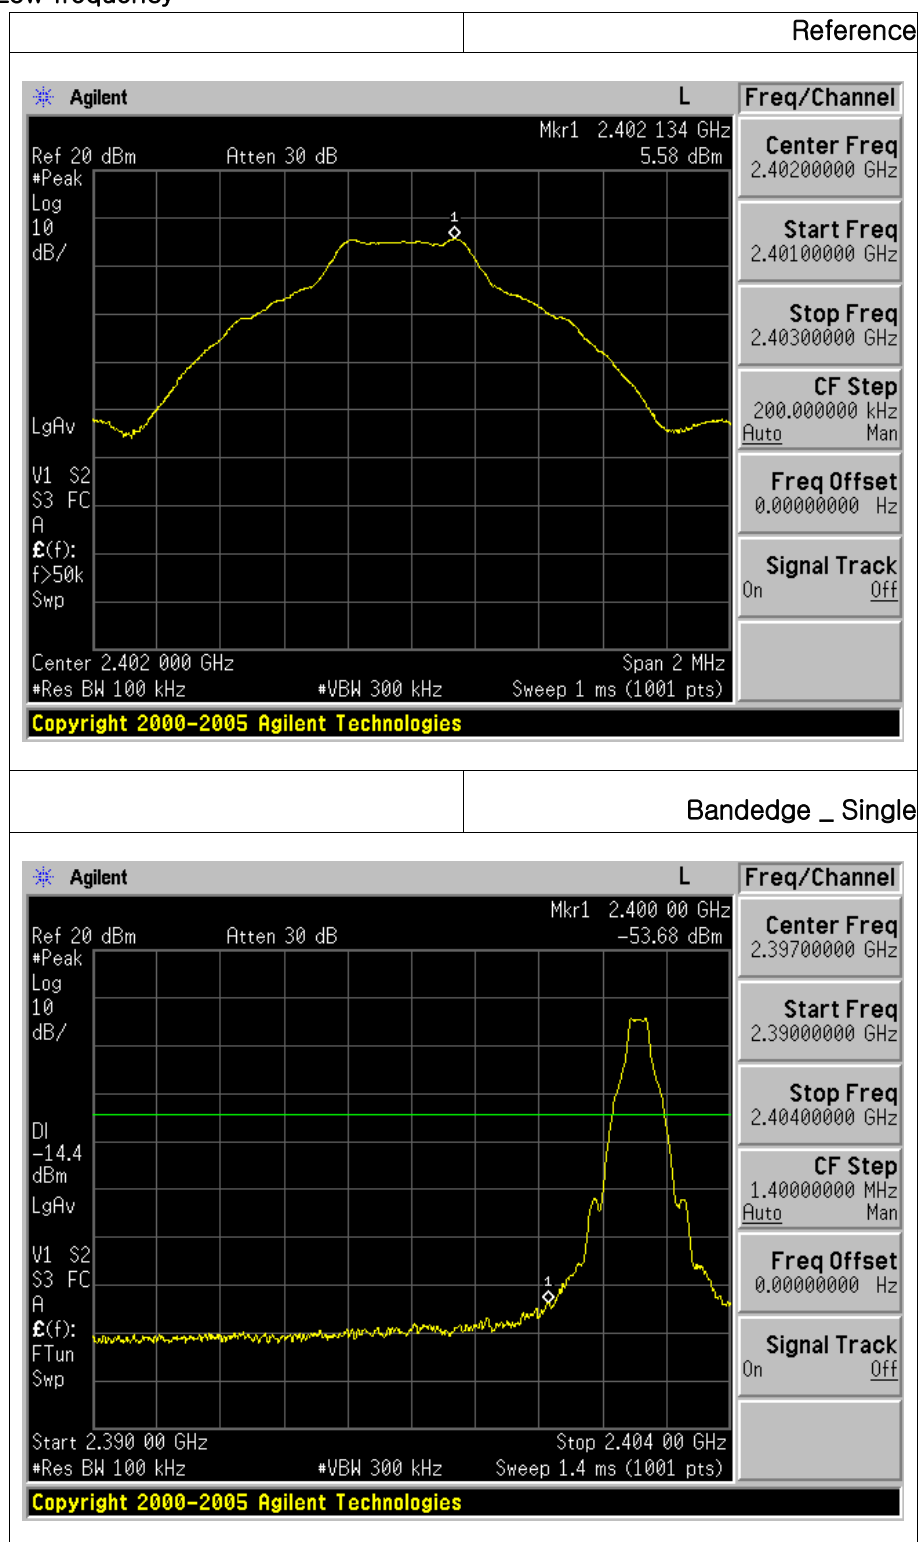 Low frequency
Reference
Agilent L Freq/Channel
Mkr1 2.402 134 GHz
Ref 20 dBm Atten 30 dB 5.58 dBm
#Peak
Log
10
dB/
1
LgAv
V1 S2
S3 FC
A
£(f):
f>50k
Swp
Center 2.402 000 GHz Span 2 MHz
#Res BW 100 kHz #VBW 300 kHz Sweep 1 ms (1001 pts)
Copyright 2000-2005 Agilent Technologies
Center Freq
2.40200000 GHz
Start Freq
2.40100000 GHz
Stop Freq
2.40300000 GHz
CF Step
200.000000 kHz
Auto Man
Freq Offset
0.00000000 Hz
Signal Track
On Off
Bandedge _ Single
Agilent L Freq/Channel
Mkr1 2.400 00 GHz
Ref 20 dBm Atten 30 dB -53.68 dBm
#Peak
Log
10
dB/
DI
-14.4
dBm
LgAv
1
V1 S2
S3 FC
A
£(f):
FTun
Swp
Start 2.390 00 GHz Stop 2.404 00 GHz
#Res BW 100 kHz #VBW 300 kHz Sweep 1.4 ms (1001 pts)
Copyright 2000-2005 Agilent Technologies
Center Freq
2.39700000 GHz
Start Freq
2.39000000 GHz
Stop Freq
2.40400000 GHz
CF Step
1.40000000 MHz
Auto Man
Freq Offset
0.00000000 Hz
Signal Track
On Off